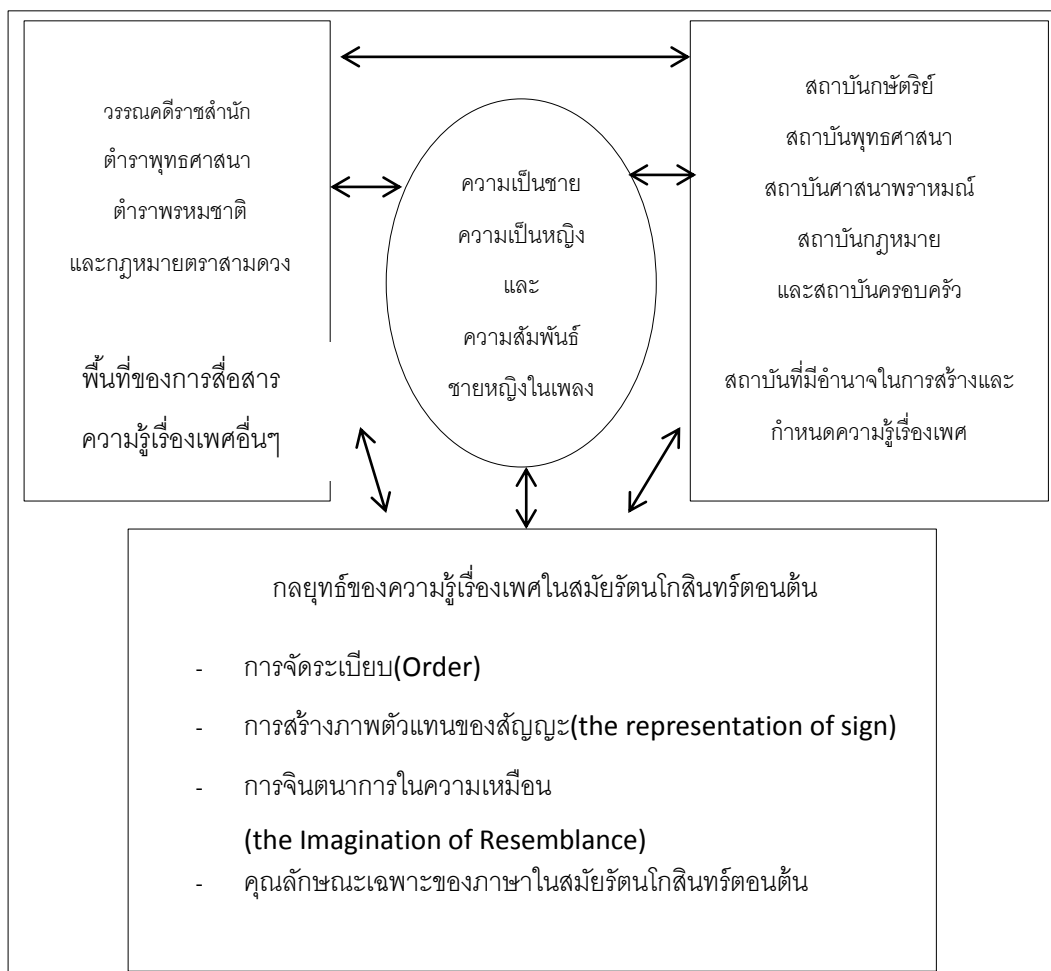 วรรณคดีราชสำนัก
ตำราพุทธศาสนา
ตำราพรหมชาติ
และกฎหมายตราสามดวง
พื้นที่ของการสื่อสาร
ความรู้เรื่องเพศอื่นๆ
ความเป็นชาย
ความเป็นหญิง
และ
ความสัมพันธ์
ชายหญิงในเพลง
สถาบันกษัตริย์
สถาบันพุทธศาสนา
สถาบันศาสนาพราหมณ์
สถาบันกฎหมาย
และสถาบันครอบครัว
สถาบันที่มีอำนาจในการสร้างและ
กำหนดความรู้เรื่องเพศ
กลยุทธ์ของความรู้เรื่องเพศในสมัยรัตนโกสินทร์ตอนต้น
- การจัดระเบียบ(Order)
- การสร้างภาพตัวแทนของสัญญะ(the representation of sign)
- การจินตนาการในความเหมือน
(the Imagination of Resemblance)
- คุณลักษณะเฉพาะของภาษาในสมัยรัตนโกสินทร์ตอนต้น